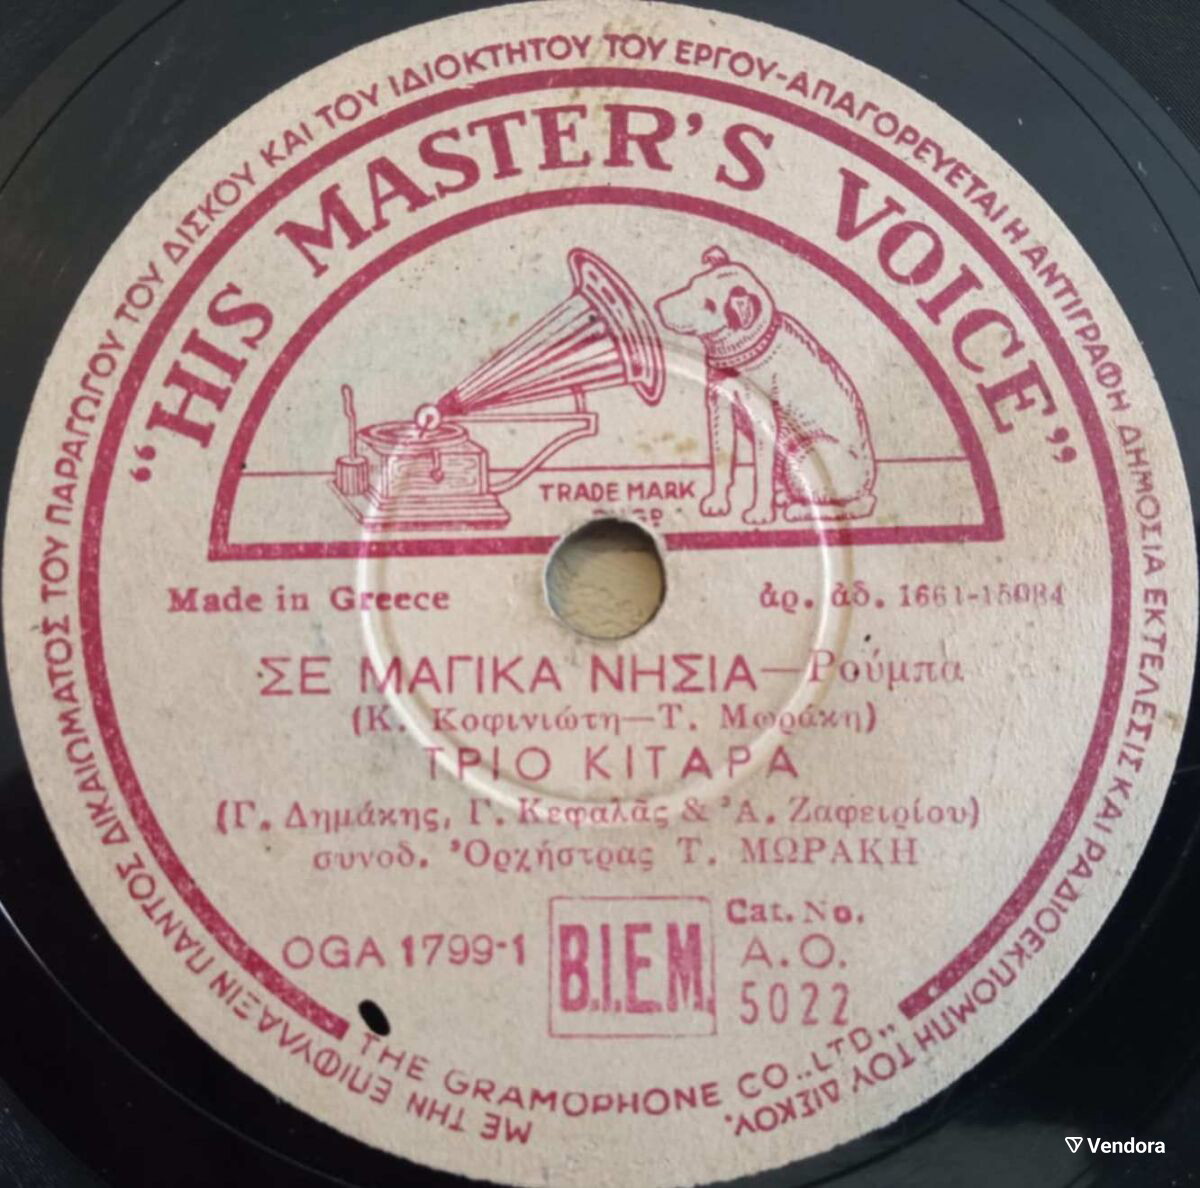 ΜΕ ΤΗΝ ΕΠΙΦΥΛΑΞΙΝ ΠΑΝΤΟΣ ΔΙΚΑΙΩΜΑΤΟΣ ΤΟΥ ΠΑΡΑΓΩΓΟΥ ΤΟΥ ΔΙΣΚΟΥ ΚΑΙ ΤΟΥ ΙΔΙΟΚΤΗΤΟΥ ΤΟΥ ΕΡΓΟΥ-ΑΠΑΓΟΡΕΥΕΤΑΙ Η ΑΝΤΙΓΡΑΦΗ ΔΗΜΟΣΙΑ ΕΚΤΕΛΕΣΙΣ ΚΑΙ ΡΑΔΙΟΕΚΠΟΜΠΗ ΤΟΥ ΔΙΣΚΟΥ.
“HIS MASTER’S VOICE”
TRADE MARK
Made in Greece
ἀρ. ἀδ. 1661-15084
ΣΕ ΜΑΓΙΚΑ ΝΗΣΙΑ—Ρούμπα
(Κ. Κοφινιώτη—Τ. Μωράκη)
ΤΡΙΟ ΚΙΤΑΡΑ
(Γ. Δημάκης, Γ. Κεφαλᾶς & Ἀ. Ζαφειρίου)
συνοδ. Ὀρχήστρας Τ. ΜΩΡΑΚΗ
OGA 1799-1
B.I.E.M.
Cat. No.
A.O.
5022
THE GRAMOPHONE CO.,LTD.,
Vendora